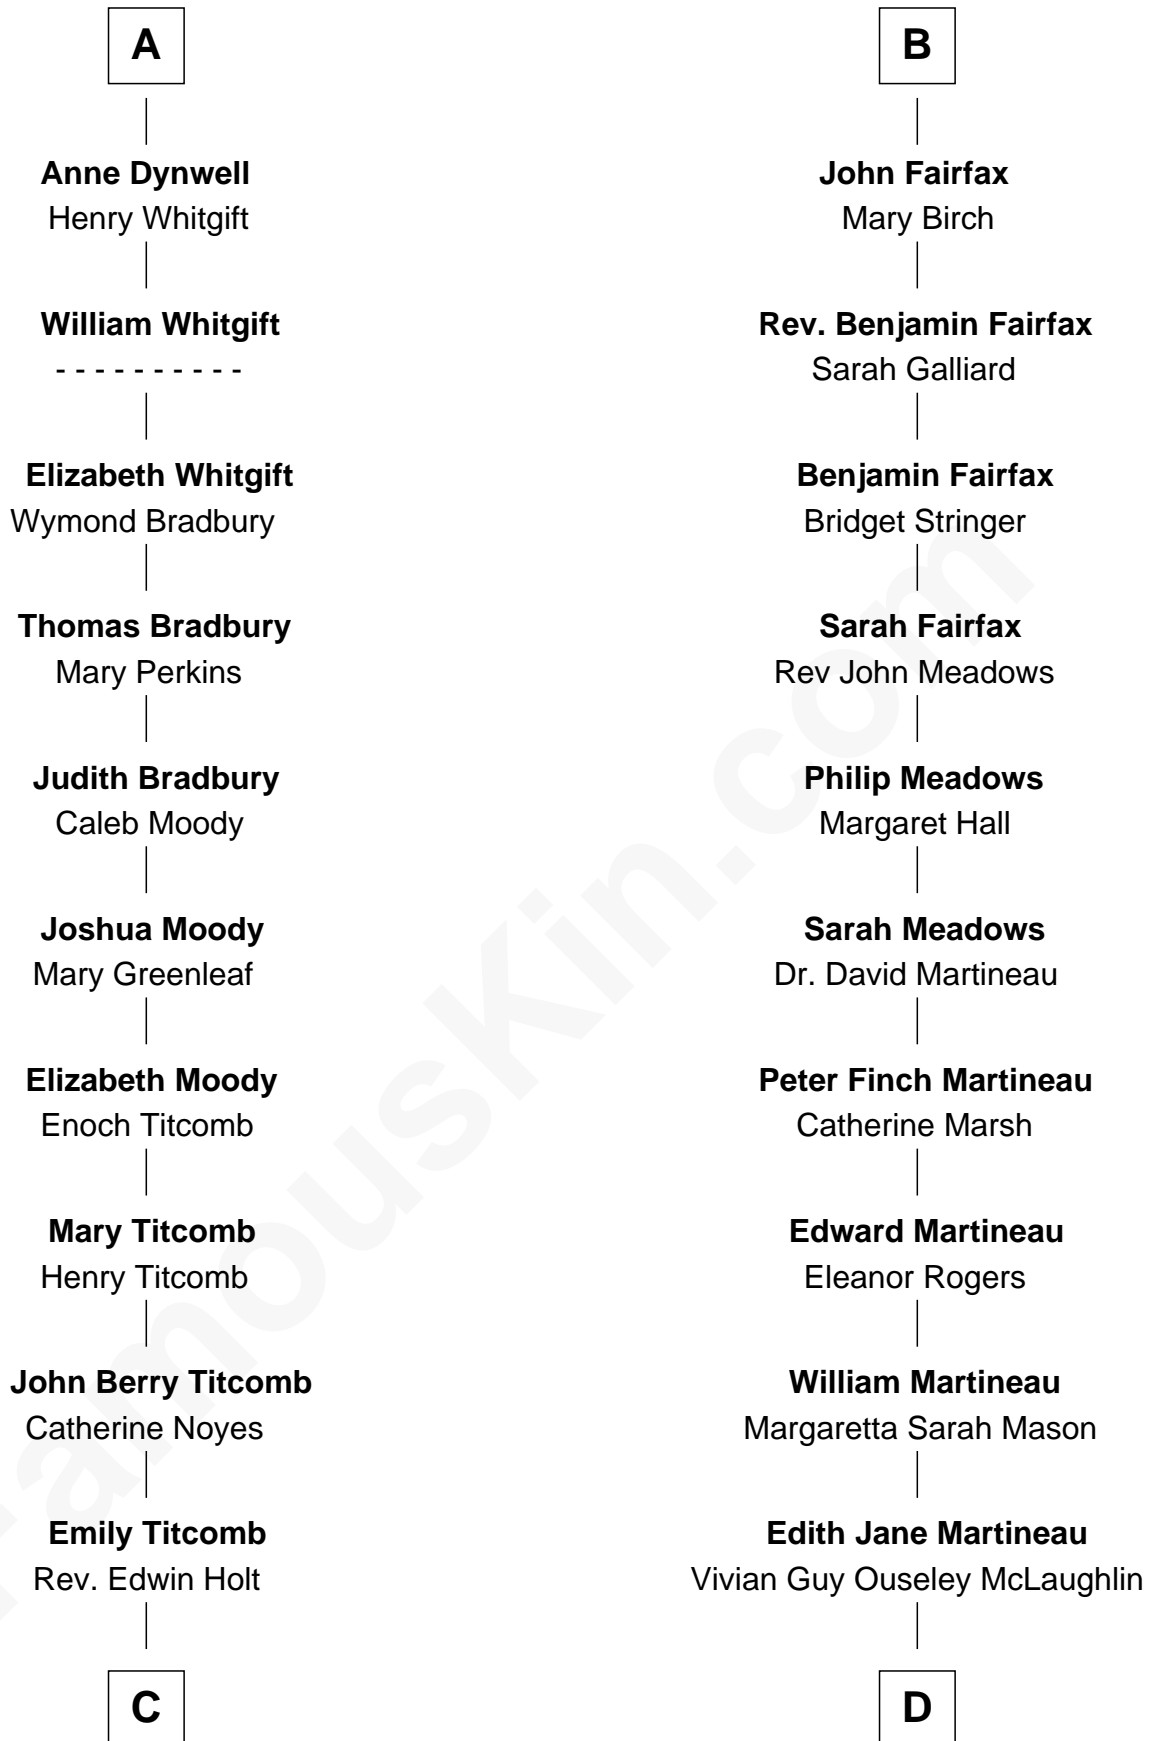 A
Anne Dynwell
Henry Whitgift
William Whitgift
- - - - - - - - - -
Elizabeth Whitgift
Wymond Bradbury
Thomas Bradbury
Mary Perkins
Judith Bradbury
Caleb Moody
Joshua Moody
Mary Greenleaf
Elizabeth Moody
Enoch Titcomb
Mary Titcomb
Henry Titcomb
John Berry Titcomb
Catherine Noyes
Emily Titcomb
Rev. Edwin Holt
C
B
John Fairfax
Mary Birch
Rev. Benjamin Fairfax
Sarah Galliard
Benjamin Fairfax
Bridget Stringer
Sarah Fairfax
Rev John Meadows
Philip Meadows
Margaret Hall
Sarah Meadows
Dr. David Martineau
Peter Finch Martineau
Catherine Marsh
Edward Martineau
Eleanor Rogers
William Martineau
Margaretta Sarah Mason
Edith Jane Martineau
Vivian Guy Ouseley McLaughlin
D
FamousKin.com